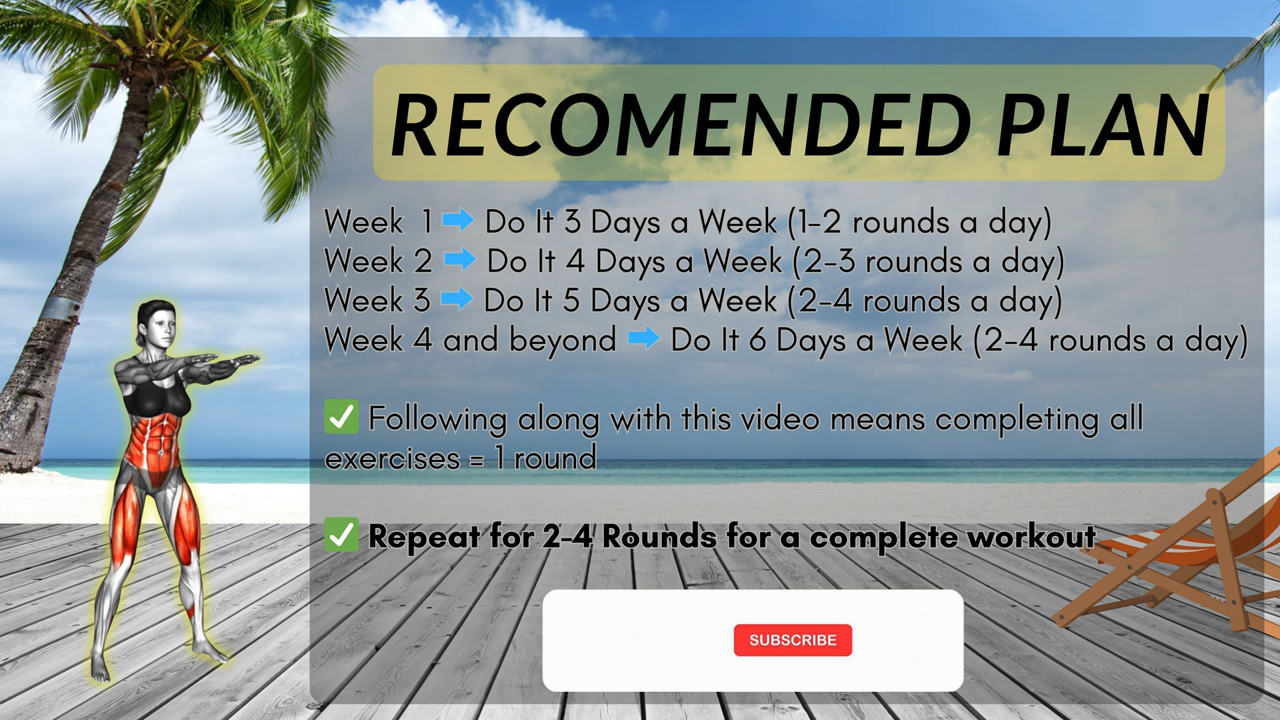 RECOMENDED PLAN
Week 1 ➡ Do It 3 Days a Week (1-2 rounds a day)
Week 2 ➡ Do It 4 Days a Week (2-3 rounds a day)
Week 3 ➡ Do It 5 Days a Week (2-4 rounds a day)
Week 4 and beyond ➡ Do It 6 Days a Week (2-4 rounds a day)
✅ Following along with this video means completing all
exercises = 1 round
✅ Repeat for 2-4 Rounds for a complete workout
SUBSCRIBE